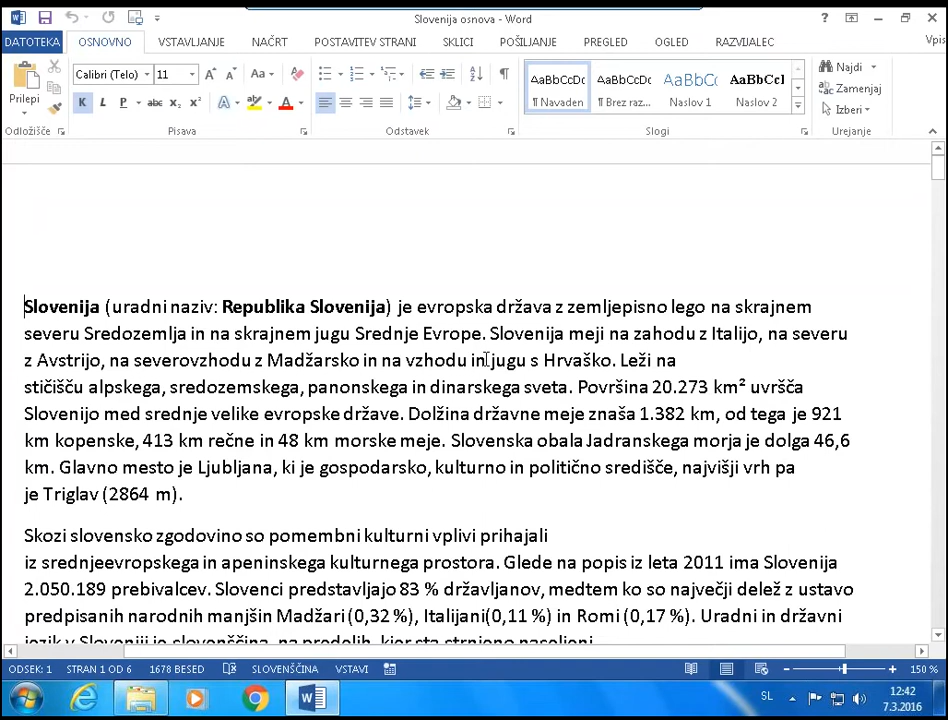 Slovenija osnova - Word
DATOTEKA OSNOVNO VSTAVLJANJE NAČRT POSTAVITEV STRANI SKLICI POŠILJANJE PREGLED OGLED RAZVIJALEC Vpis
Prilepi
Calibri (Telo) 11
AaBbCcDc AaBbCcDc AaBbCc AaBbCcI
¶ Navaden ¶ Brez raz... Naslov 1 Naslov 2
Najdi
Zamenjaj
Izberi
Odložišče Pisava Odstavek Slogi Urejanje
Slovenija (uradni naziv: Republika Slovenija) je evropska država z zemljepisno lego na skrajnem
severu Sredozemlja in na skrajnem jugu Srednje Evrope. Slovenija meji na zahodu z Italijo, na severu
z Avstrijo, na severovzhodu z Madžarsko in na vzhodu in jugu s Hrvaško. Leži na
stičišču alpskega, sredozemskega, panonskega in dinarskega sveta. Površina 20.273 km² uvršča
Slovenijo med srednje velike evropske države. Dolžina državne meje znaša 1.382 km, od tega je 921
km kopenske, 413 km rečne in 48 km morske meje. Slovenska obala Jadranskega morja je dolga 46,6
km. Glavno mesto je Ljubljana, ki je gospodarsko, kulturno in politično središče, najvišji vrh pa
je Triglav (2864 m).
Skozi slovensko zgodovino so pomembni kulturni vplivi prihajali
iz srednjeevropskega in apeninskega kulturnega prostora. Glede na popis iz leta 2011 ima Slovenija
2.050.189 prebivalcev. Slovenci predstavljajo 83 % državljanov, medtem ko so največji delež z ustavo
predpisanih narodnih manjšin Madžari (0,32 %), Italijani(0,11 %) in Romi (0,17 %). Uradni in državni
jezik v Sloveniji je slovenščina, na predelih, kjer sta strnjeno naseljeni
ODSEK: 1 STRAN 1 OD 6 1678 BESED SLOVENŠČINA VSTAVI 150 %
SL 12:42
7.3.2016